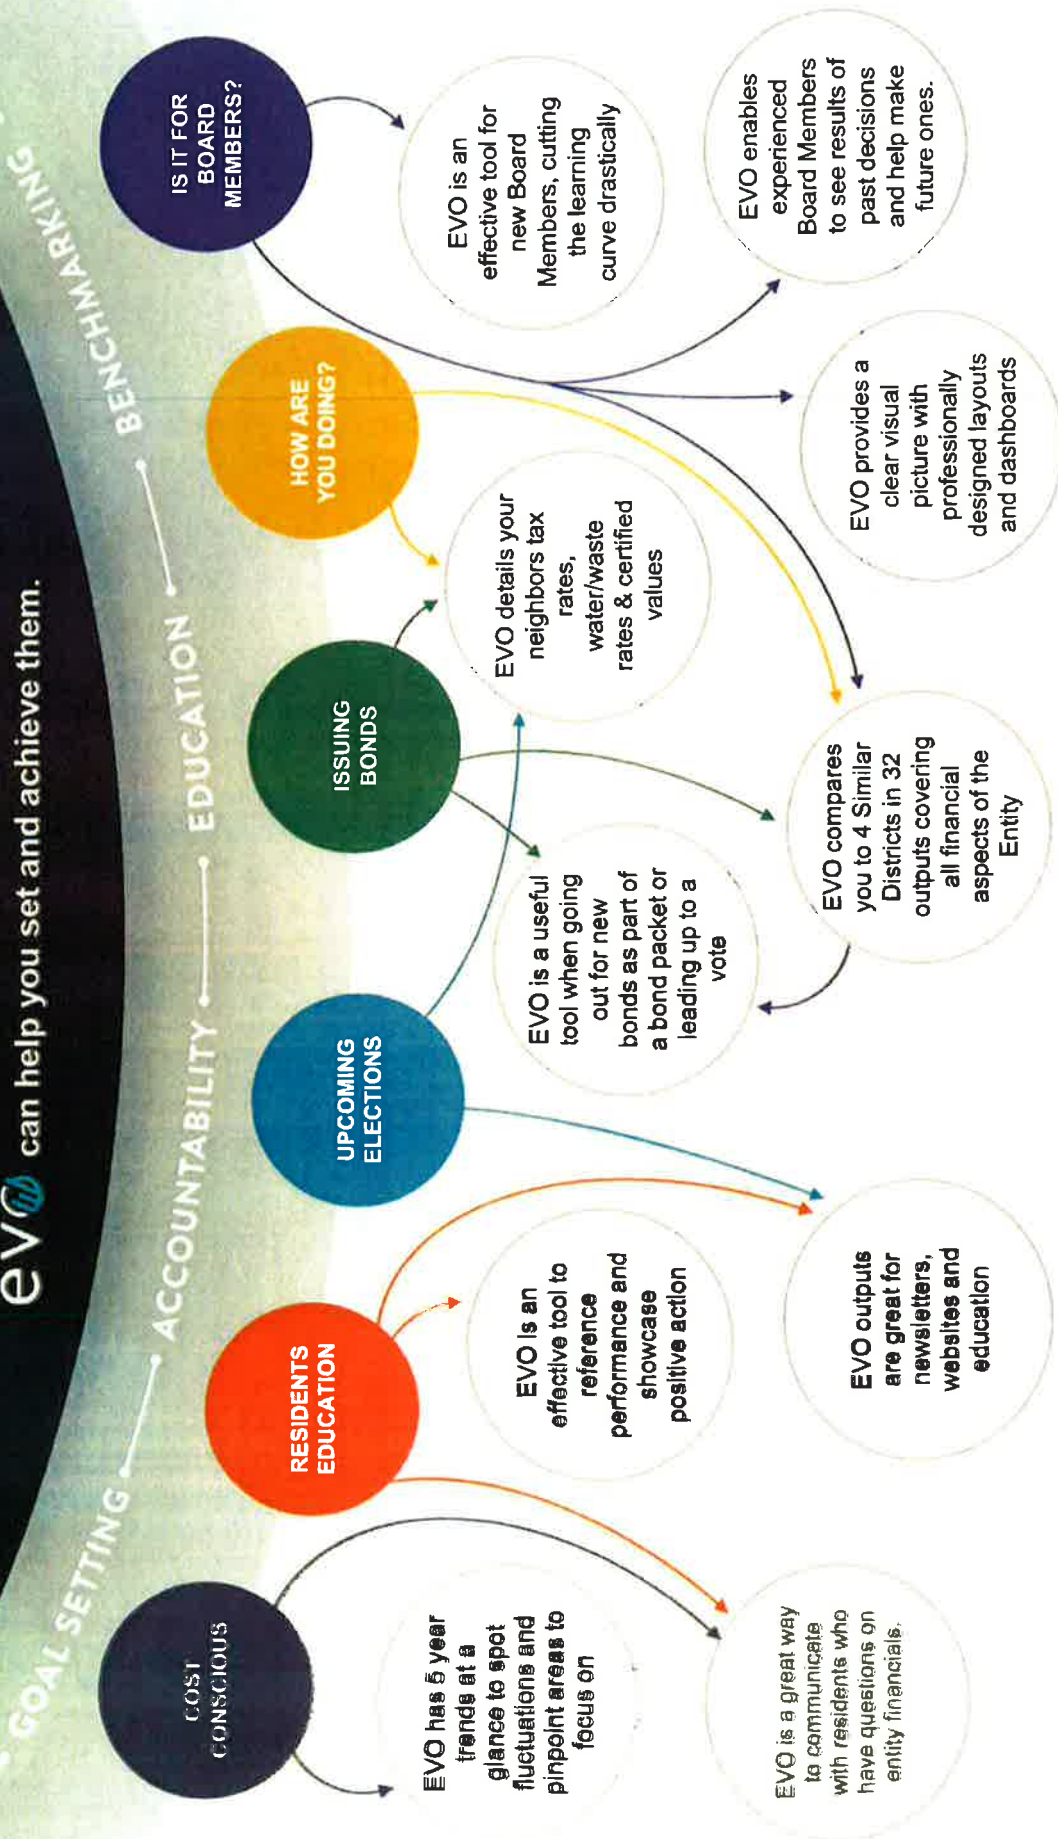 evo can help you set and achieve them.
GOAL SETTING
ACCOUNTABILITY
EDUCATION
BENCHMARKING
COST
CONSCIOUS
RESIDENTS
EDUCATION
UPCOMING
ELECTIONS
ISSUING
BONDS
HOW ARE
YOU DOING?
IS IT FOR
BOARD
MEMBERS?
EVO has 5 year
trends at a
glance to spot
fluctuations and
pinpoint areas to
focus on
EVO is an
effective tool to
reference
performance and
showcase
positive action
EVO is a useful
tool when going
out for new
bonds as part of
a bond packet or
leading up to a
vote
EVO details your
neighbors tax
rates,
water/waste
rates & certified
values
EVO is an
effective tool for
new Board
Members, cutting
the learning
curve drastically
EVO is a great way
to communicate
with residents who
have questions on
entity financials.
EVO outputs
are great for
newsletters,
websites and
education
EVO compares
you to 4 Similar
Districts in 32
outputs covering
all financial
aspects of the
Entity
EVO provides a
clear visual
picture with
professionally
designed layouts
and dashboards
EVO enables
experienced
Board Members
to see results of
past decisions
and help make
future ones.